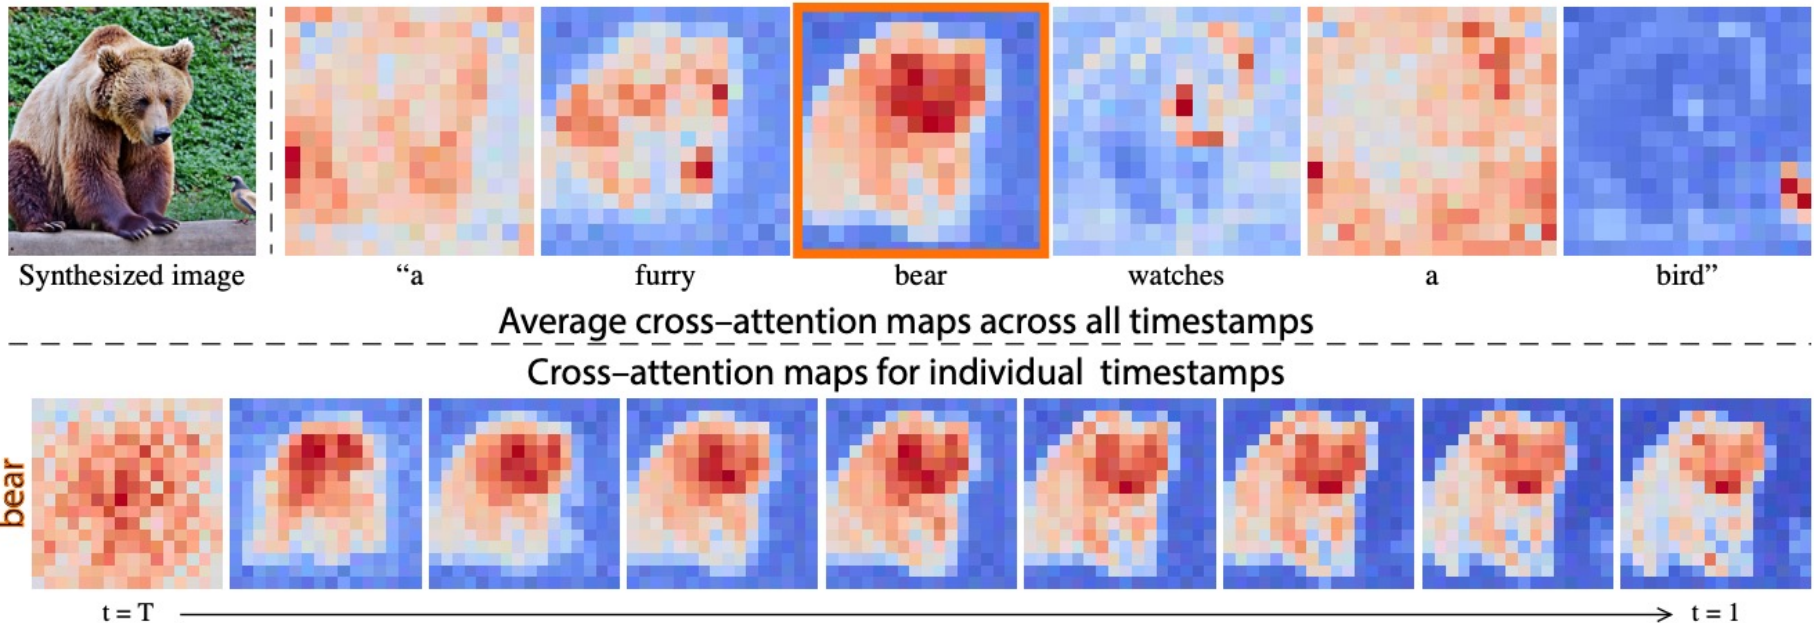 Synthesized image “a furry bear watches a bird”
Average cross–attention maps across all timestamps
Cross–attention maps for individual timestamps
bear
t = T t = 1